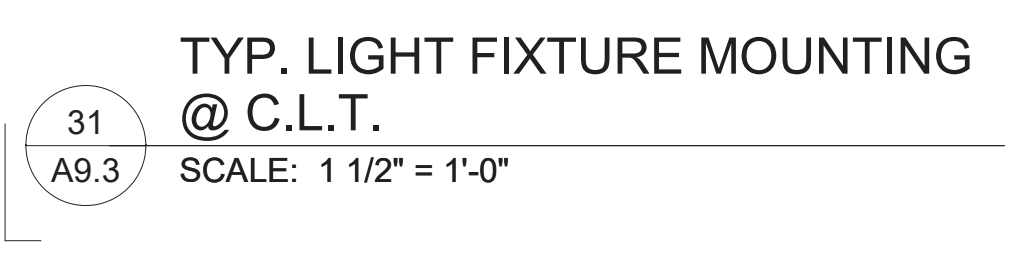 TYP. LIGHT FIXTURE MOUNTING
@ C.L.T.
31
A9.3
SCALE: 1 1/2" = 1'-0"